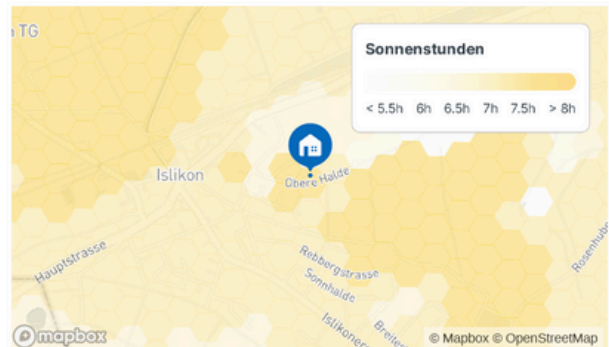 TG
Sonnenstunden
< 5.5h 6h 6.5h 7h 7.5h > 8h
Islikon
Obere Halde
Hauptstrasse
Rebbergstrasse
Sonnhalde
Rosenhub
Islikoner
Breite
mapbox
© Mapbox © OpenStreetMap